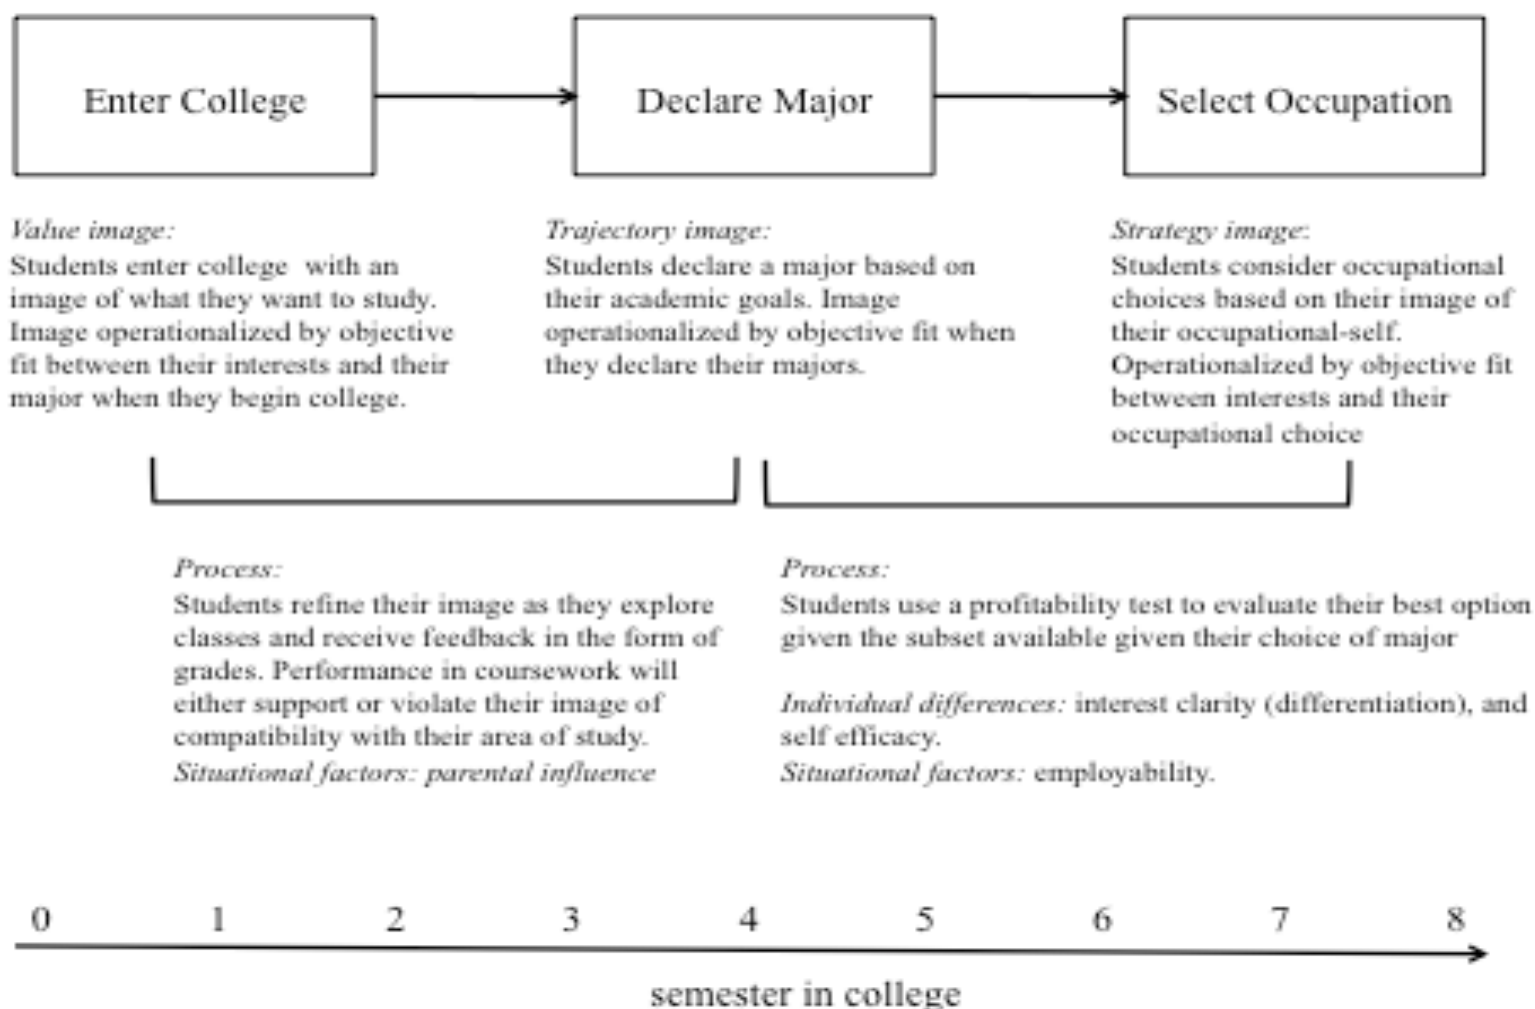 Enter College
Declare Major
Select Occupation
Value image:
Students enter college with an
image of what they want to study.
Image operationalized by objective
fit between their interests and their
major when they begin college.
Trajectory image:
Students declare a major based on
their academic goals. Image
operationalized by objective fit when
they declare their majors.
Strategy image:
Students consider occupational
choices based on their image of
their occupational-self.
Operationalized by objective fit
between interests and their
occupational choice
Process:
Students refine their image as they explore
classes and receive feedback in the form of
grades. Performance in coursework will
either support or violate their image of
compatibility with their area of study.
Situational factors: parental influence
Process:
Students use a profitability test to evaluate their best option
given the subset available given their choice of major
Individual differences: interest clarity (differentiation), and
self efficacy.
Situational factors: employability.
0 1 2 3 4 5 6 7 8
semester in college